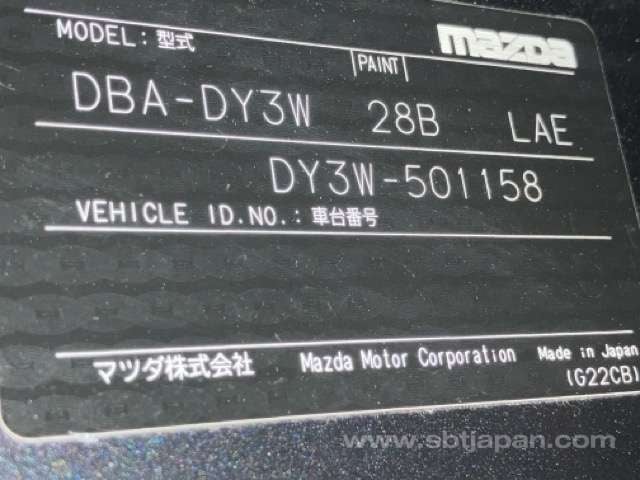 MODEL: 型式 mazda
PAINT
DBA-DY3W 28B LAE
DY3W-501158
VEHICLE ID.NO.: 車台番号
マツダ株式会社 Mazda Motor Corporation Made in Japan
(G22CB)
www.sbtjapan.com